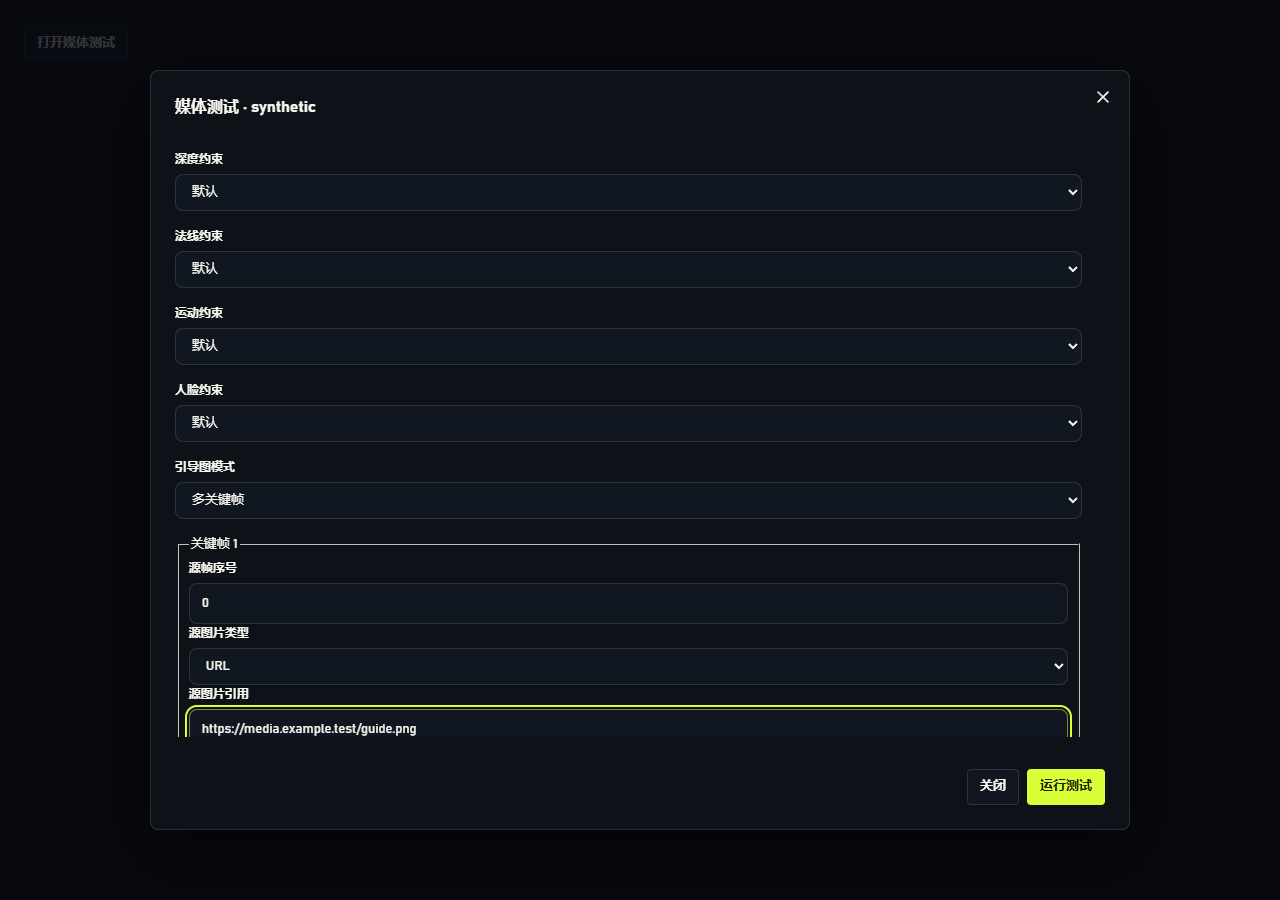 打开媒体测试
媒体测试 · synthetic
深度约束
默认
法线约束
默认
运动约束
默认
人脸约束
默认
引导图模式
多关键帧
关键帧 1
源帧序号
0
源图片类型
URL
源图片引用
https://media.example.test/guide.png
关闭
运行测试